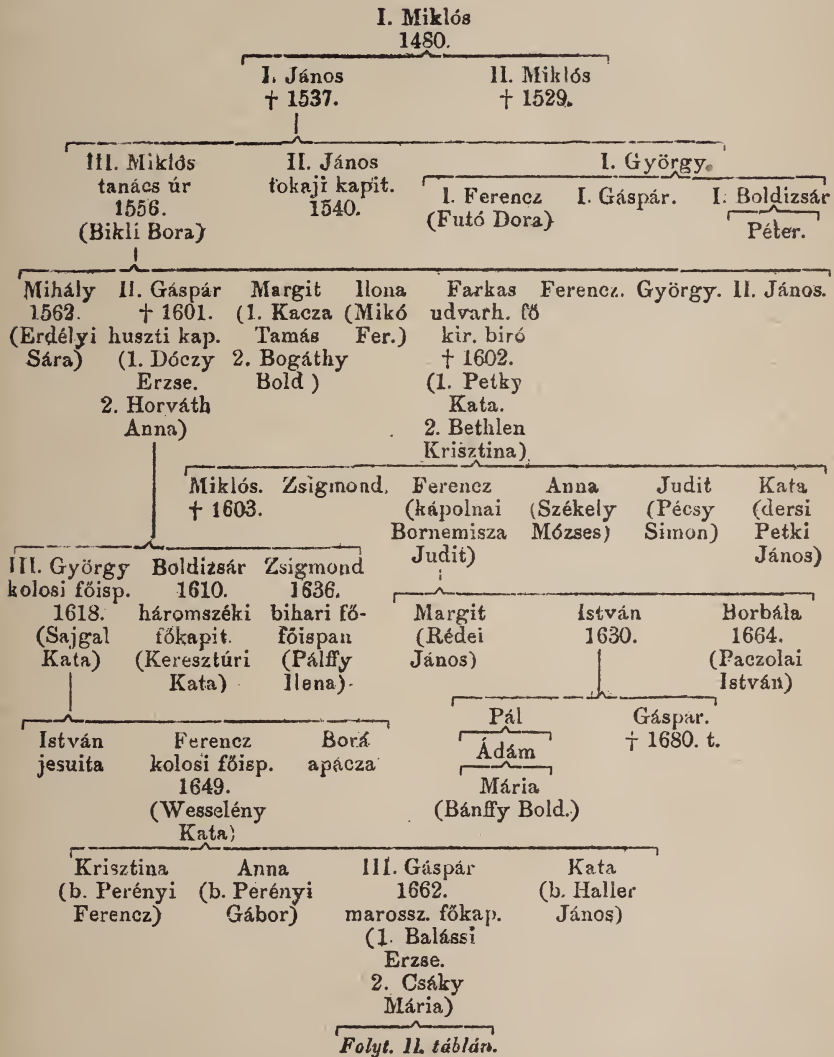 I. Miklós
1480.
I. János II. Miklós
† 1537. † 1529.
III. Miklós II. János I. György.
tanács úr tokaji kapit. I. Ferencz I. Gáspár. I. Boldizsár
1556. 1540. (Futó Dora) Péter.
(Bikli Bora)
Mihály II. Gáspár Margit Ilona Farkas Ferencz. György. II. János.
1562. † 1601. (1. Kacza (Mikó udvarh. fő
(Erdélyi huszti kap. Tamás Fer.) kir. biró
Sára) (1. Dóczy 2. Bogáthy † 1602.
Erzse. Bold ) (1. Petky
2. Horváth Kata.
Anna) 2. Bethlen
Krisztina)
Miklós. Zsigmond. Ferencz Anna Judit Kata
† 1603. (kápolnai (Székely (Pécsy (dersi
Bornemisza Mózses) Simon) Petki
Judit) János)
III. György Boldizsár Zsigmond
kolosi főisp. 1610. 1636. Margit István Borbála
1618. háromszéki bihari fő- (Rédei 1630. 1664.
(Sajgal főkapit. főispan János) (Paczolai
Kata) (Keresztúri (Pálffy István)
Kata) Ilena)
Pál Gáspár.
István Ferencz Bora Ádám † 1680. t.
jesuita kolosi főisp. apácza Mária
1649. (Bánffy Bold.)
(Wesselény
Kata)
Krisztina Anna III. Gáspár Kata
(b. Perényi (b. Perényi 1662. (b. Haller
Ferencz) Gábor) marossz. főkap. János)
(1. Balássi
Erzse.
2. Csáky
Mária)
Folyt. II. táblán.